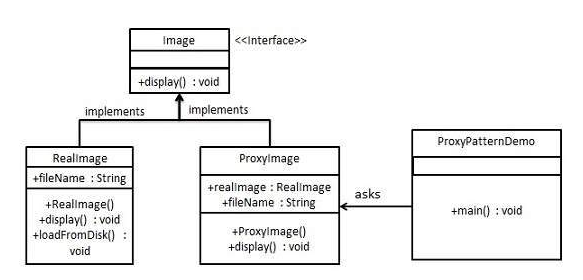 Image <<Interface>>
+display() : void
implements implements
RealImage
+fileName : String
+RealImage()
+display() : void
+loadFromDisk() :
void
ProxyImage
+realImage : RealImage
+fileName : String
+ProxyImage()
+display() : void
asks
ProxyPatternDemo
+main() : void